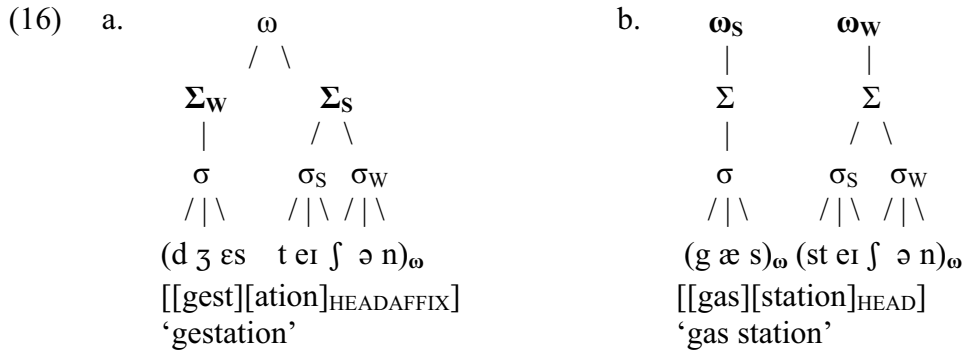 (16) a. ω b. ωS ωW
/ \ | |
ΣW ΣS Σ Σ
| / \ | / \
σ σS σW σ σS σW
/|\ /|\ /|\ /|\ /|\ /|\
(d ʒ ɛs t eɪ ʃ ə n)ω (g æ s)ω (st eɪ ʃ ə n)ω
[[gest][ation]HEADAFFIX] [[gas][station]HEAD]
‘gestation’ ‘gas station’